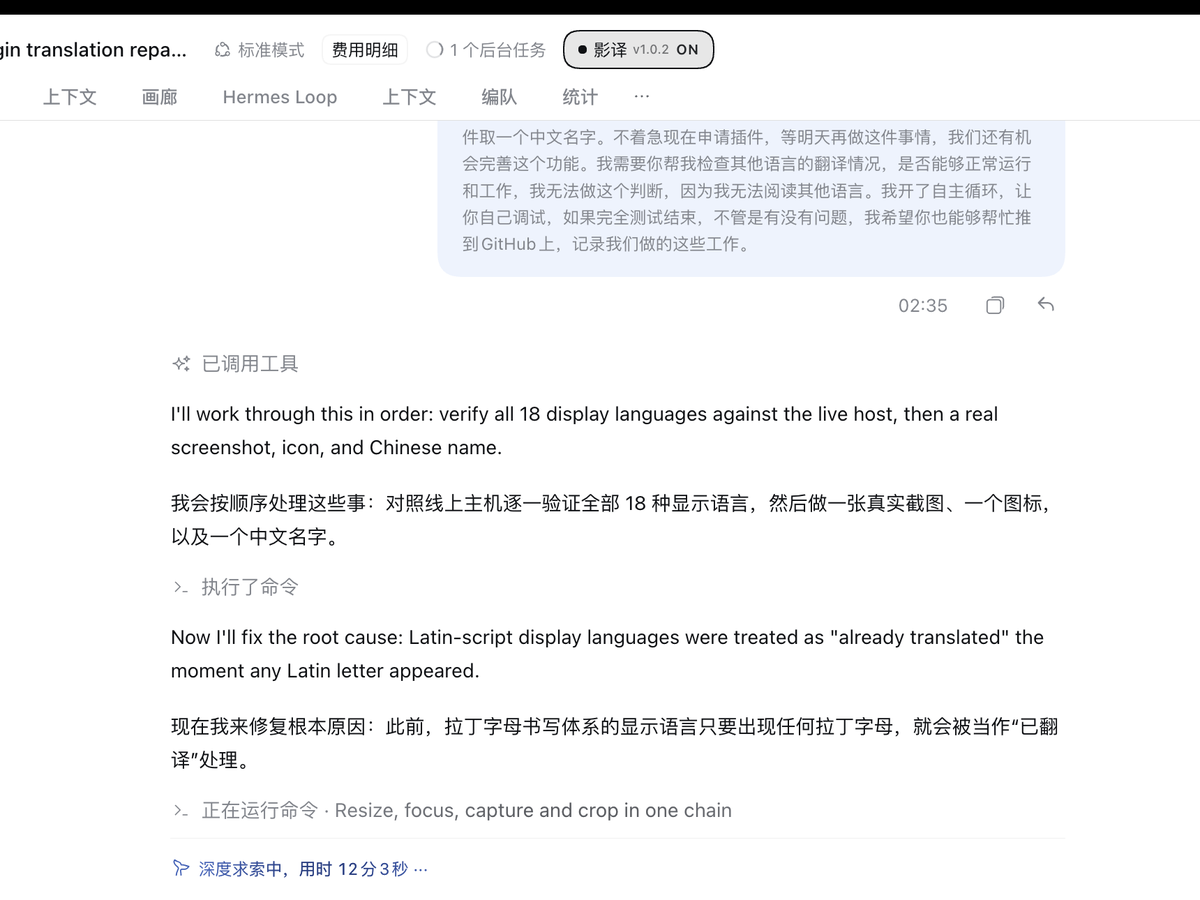 gin translation repa...
标准模式
费用明细
1 个后台任务
影译 v1.0.2 ON
上下文
画廊
Hermes Loop
上下文
编队
统计
...
件取一个中文名字。不着急现在申请插件，等明天再做这件事情，我们还有机
会完善这个功能。我需要你帮我检查其他语言的翻译情况，是否能够正常运行
和工作，我无法做这个判断，因为我无法阅读其他语言。我开了自主循环，让
你自己调试，如果完全测试结束，不管是有没有问题，我希望你也能够帮忙推
到GitHub上，记录我们做的这些工作。
02:35
已调用工具
I'll work through this in order: verify all 18 display languages against the live host, then a real
screenshot, icon, and Chinese name.
我会按顺序处理这些事：对照线上主机逐一验证全部 18 种显示语言，然后做一张真实截图、一个图标，
以及一个中文名字。
执行了命令
Now I'll fix the root cause: Latin-script display languages were treated as "already translated" the
moment any Latin letter appeared.
现在我来修复根本原因：此前，拉丁字母书写体系的显示语言只要出现任何拉丁字母，就会被当作“已翻
译”处理。
正在运行命令 · Resize, focus, capture and crop in one chain
深度求索中，用时 12分3秒 ...